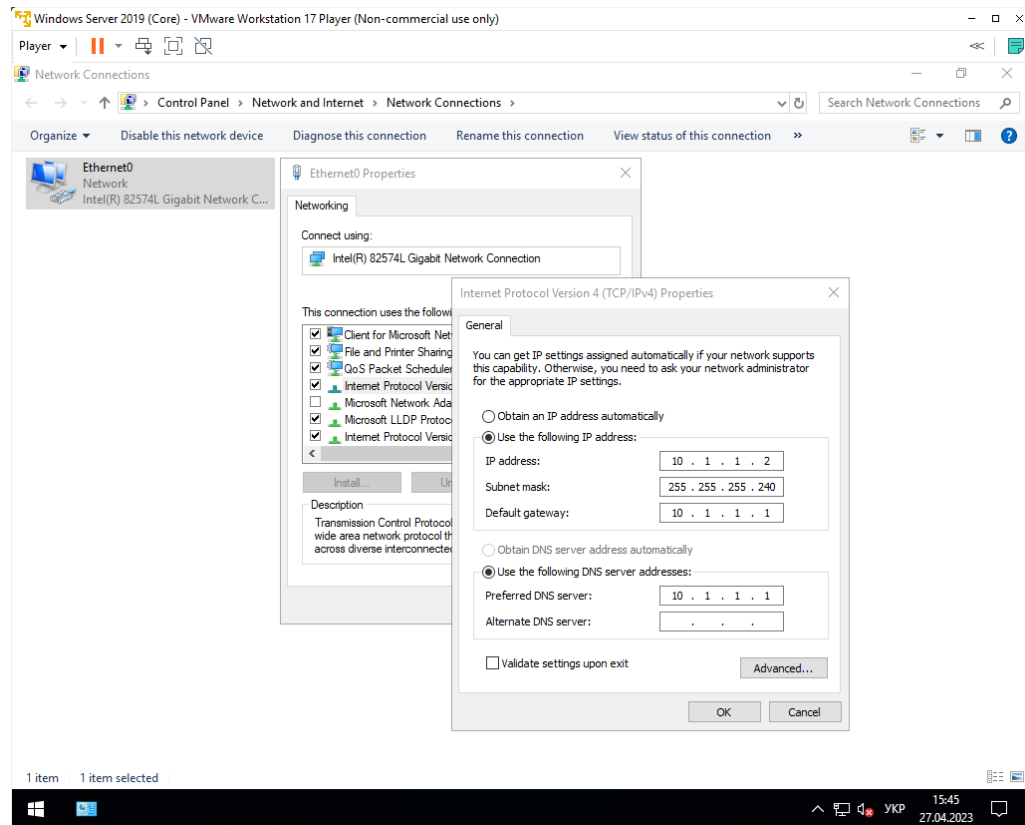 Windows Server 2019 (Core) - VMware Workstation 17 Player (Non-commercial use only)
Player
Network Connections
Control Panel > Network and Internet > Network Connections >
Search Network Connections
Organize
Disable this network device
Diagnose this connection
Rename this connection
View status of this connection
»
Ethernet0
Network
Intel(R) 82574L Gigabit Network C...
Ethernet0 Properties
Networking
Connect using:
Intel(R) 82574L Gigabit Network Connection
This connection uses the followi
Client for Microsoft Net
File and Printer Sharing
QoS Packet Scheduler
Internet Protocol Versio
Microsoft Network Ada
Microsoft LLDP Protoc
Internet Protocol Versio
Install...
Un
Description
Transmission Control Protocol
wide area network protocol th
across diverse interconnecte
Internet Protocol Version 4 (TCP/IPv4) Properties
General
You can get IP settings assigned automatically if your network supports
this capability. Otherwise, you need to ask your network administrator
for the appropriate IP settings.
Obtain an IP address automatically
Use the following IP address:
IP address: 10 . 1 . 1 . 2
Subnet mask: 255 . 255 . 255 . 240
Default gateway: 10 . 1 . 1 . 1
Obtain DNS server address automatically
Use the following DNS server addresses:
Preferred DNS server: 10 . 1 . 1 . 1
Alternate DNS server: . . .
Validate settings upon exit
Advanced...
OK
Cancel
1 item
1 item selected
УКР
15:45
27.04.2023